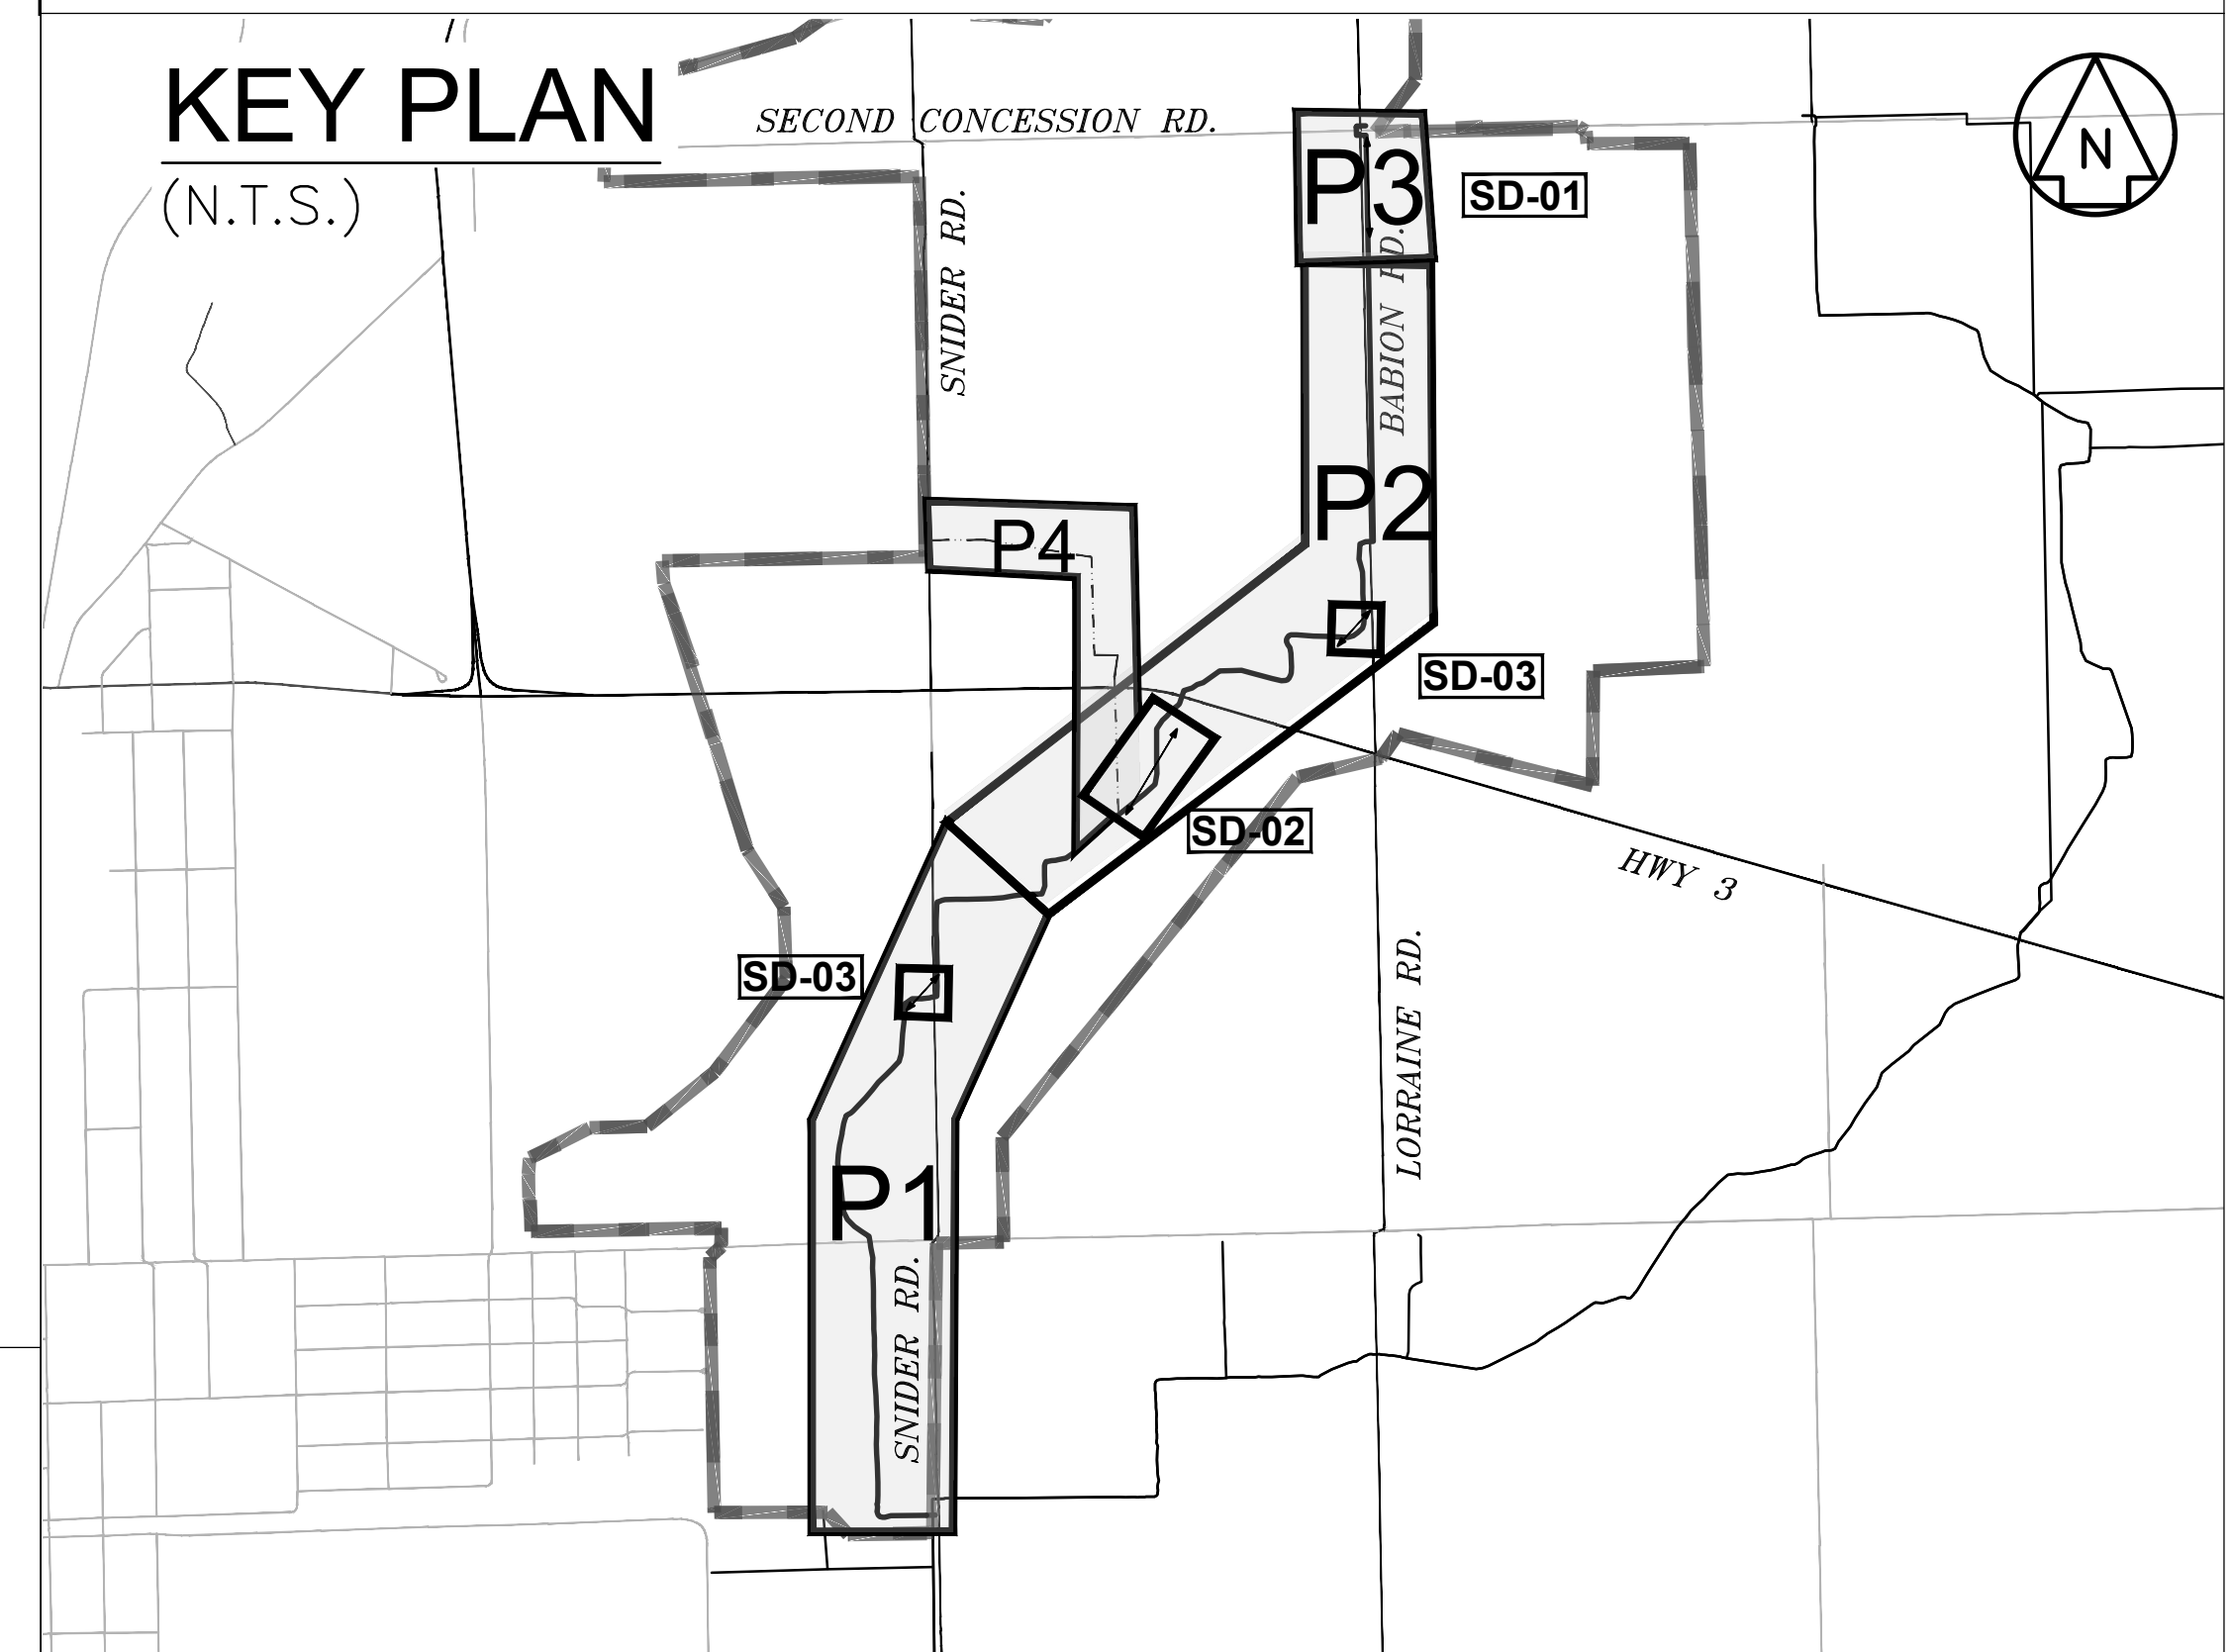 KEY PLAN
(N.T.S.)
SECOND CONCESSION RD.
N
P3
SD-01
SNIDER RD.
BABION RD.
P2
P4
SD-03
SD-02
HWY 3
SD-03
LORRAINE RD.
P1
SNIDER RD.